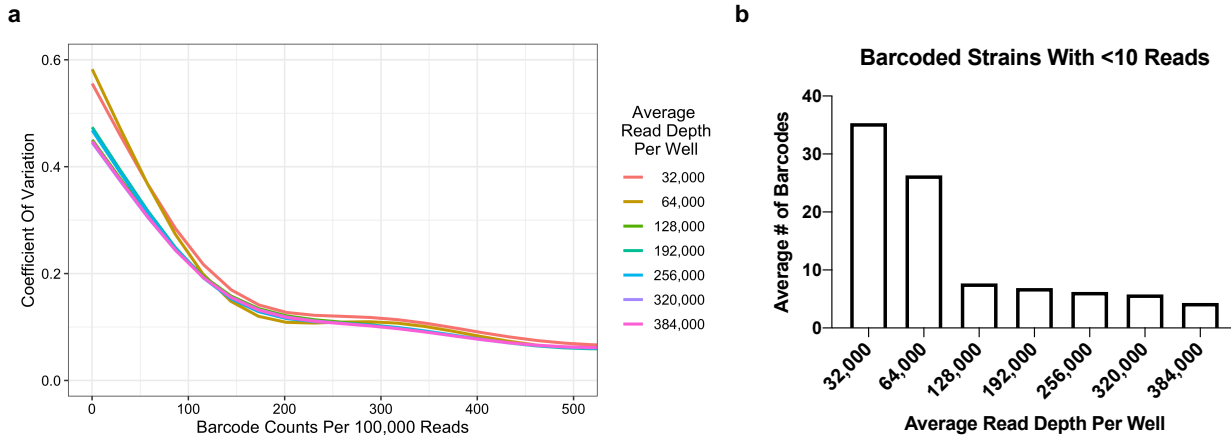 a
0.6
0.4
0.2
0.0
Coefficient Of Variation
0 100 200 300 400 500
Barcode Counts Per 100,000 Reads
Average
Read Depth
Per Well
32,000
64,000
128,000
192,000
256,000
320,000
384,000
b
Barcoded Strains With <10 Reads
40
30
20
10
0
Average # of Barcodes
32,000
64,000
128,000
192,000
256,000
320,000
384,000
Average Read Depth Per Well